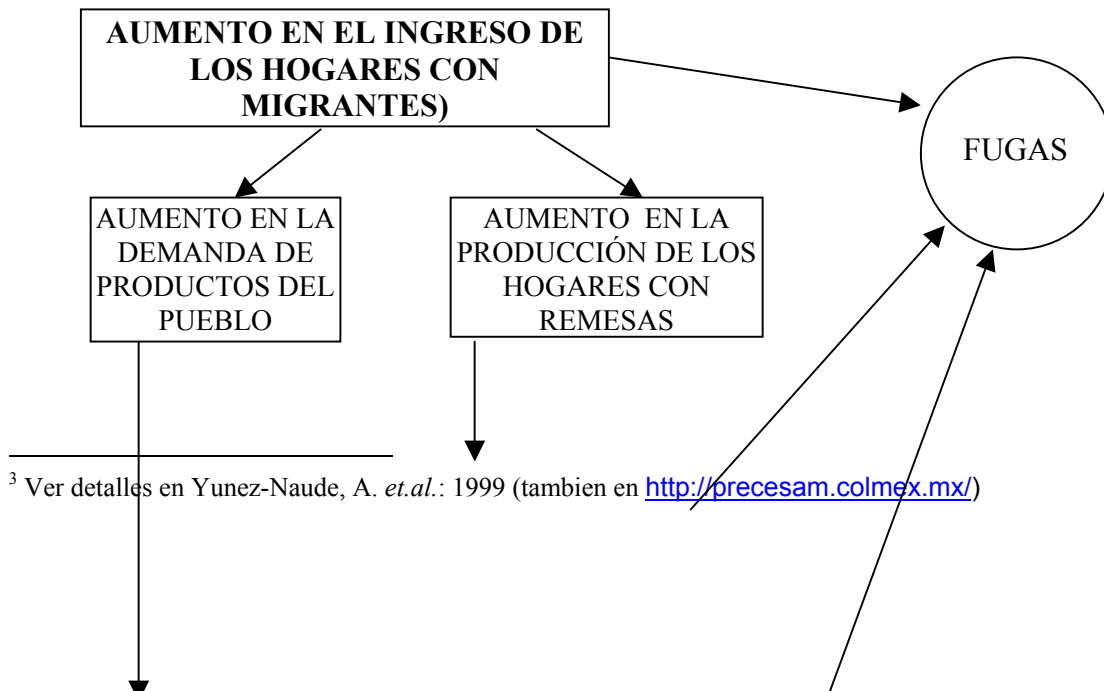 AUMENTO EN EL INGRESO DE
LOS HOGARES CON
MIGRANTES)
FUGAS
AUMENTO EN LA
DEMANDA DE
PRODUCTOS DEL
PUEBLO
AUMENTO EN LA
PRODUCCIÓN DE LOS
HOGARES CON
REMESAS
3 Ver detalles en Yunez-Naude, A. et.al.: 1999 (tambien en http://precesam.colmex.mx/)